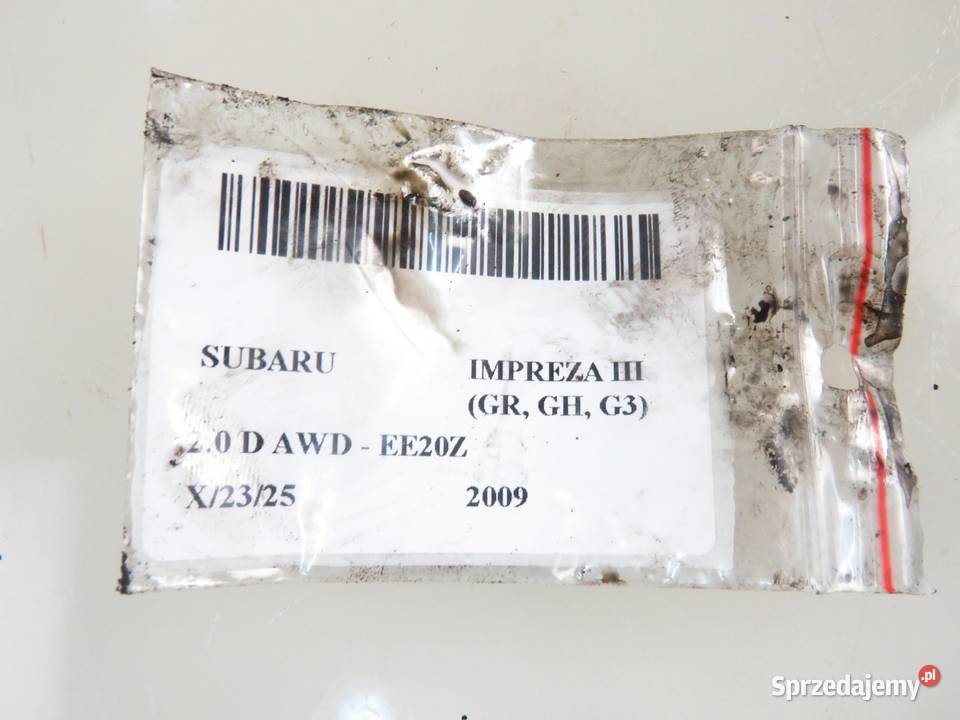 SUBARU IMPREZA III
(GR, GH, G3)
2.0 D AWD - EE20Z
X/23/25 2009
Sprzedajemy.pl